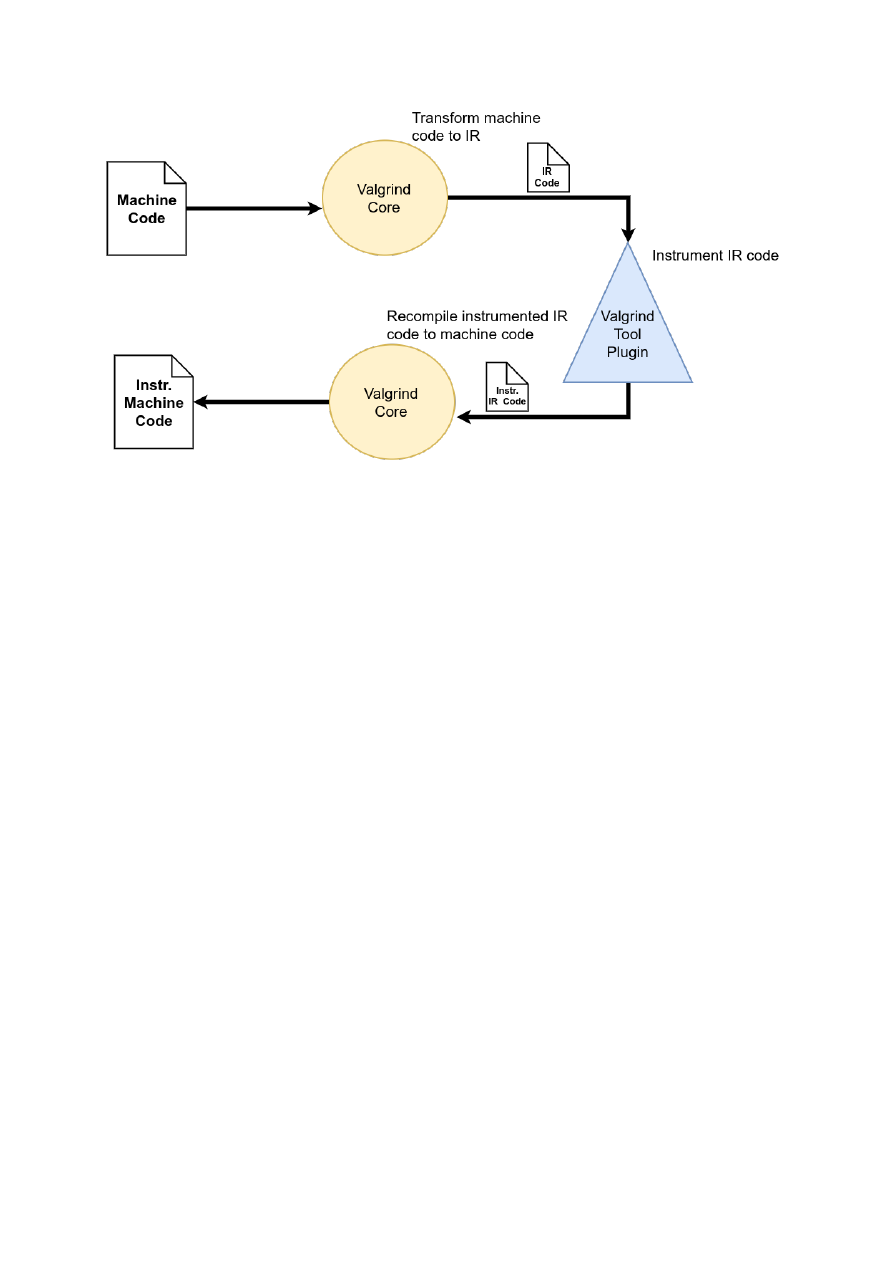 Transform machine
code to IR
Machine
Code
Valgrind
Core
IR
Code
Instrument IR code
Valgrind
Tool
Plugin
Recompile instrumented IR
code to machine code
Instr.
IR Code
Valgrind
Core
Instr.
Machine
Code